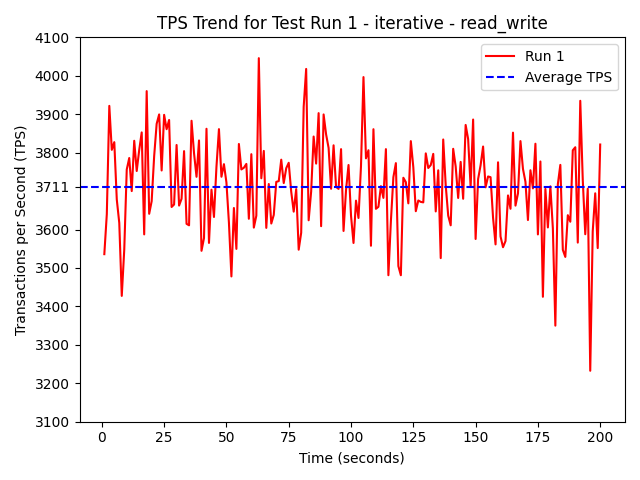 TPS Trend for Test Run 1 - iterative - read_write
Run 1
Average TPS
Transactions per Second (TPS)
4100
4000
3900
3800
3711
3600
3500
3400
3300
3200
3100
0 25 50 75 100 125 150 175 200
Time (seconds)